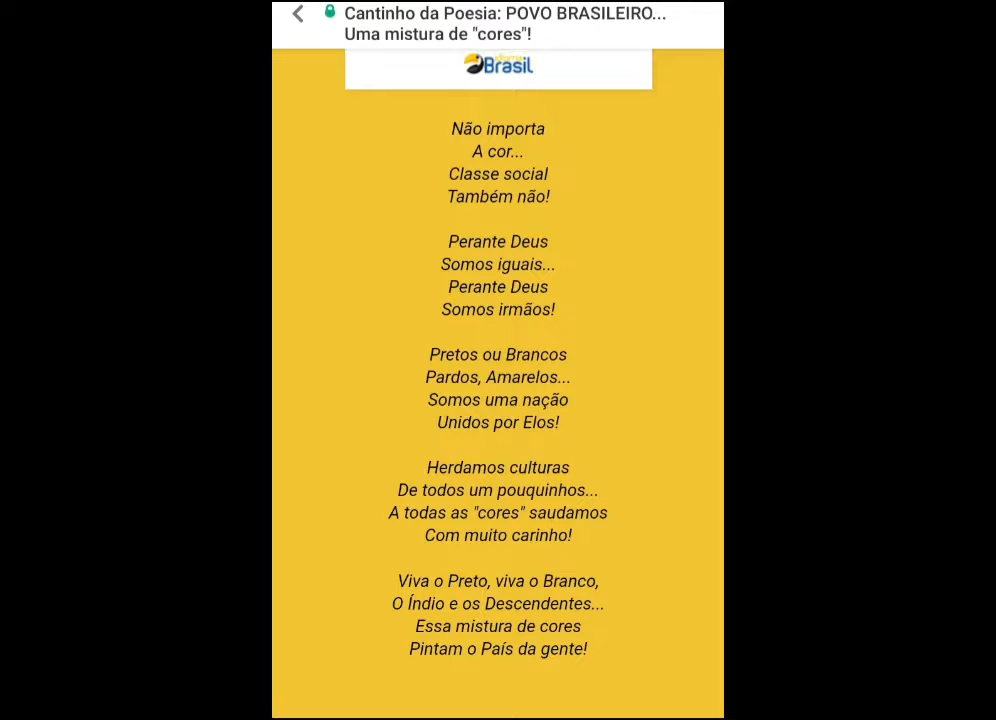 Cantinho da Poesia: POVO BRASILEIRO...
Uma mistura de "cores"!
Brasil
Não importa
A cor...
Classe social
Também não!
Perante Deus
Somos iguais...
Perante Deus
Somos irmãos!
Pretos ou Brancos
Pardos, Amarelos...
Somos uma nação
Unidos por Elos!
Herdamos culturas
De todos um pouquinhos...
A todas as "cores" saudamos
Com muito carinho!
Viva o Preto, viva o Branco,
O Índio e os Descendentes...
Essa mistura de cores
Pintam o País da gente!